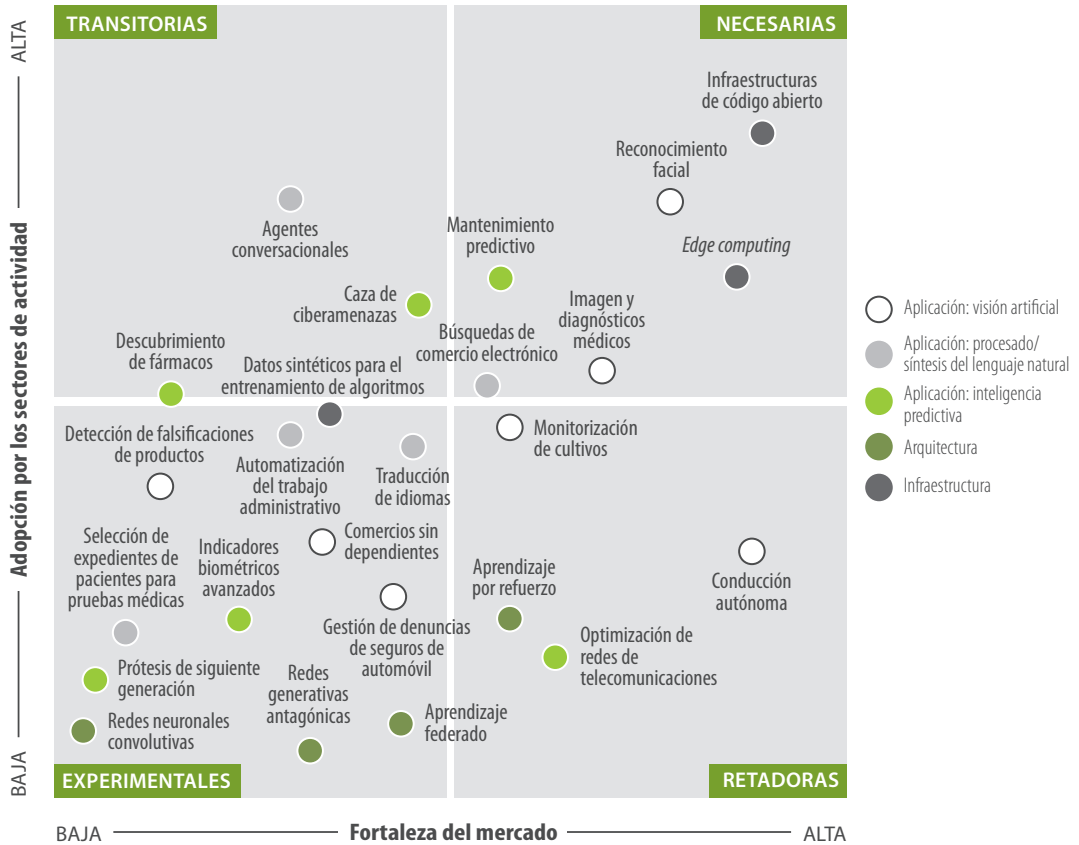 TRANSITORIAS
NECESARIAS
ALTA
Adopción por los sectores de actividad
BAJA
Infraestructuras
de código abierto
Reconocimiento
facial
Agentes
conversacionales
Mantenimiento
predictivo
Edge computing
Caza de
ciberamenazas
Imagen y
diagnósticos
médicos
Búsquedas de
comercio electrónico
Descubrimiento
de fármacos
Datos sintéticos para el
entrenamiento de algoritmos
Detección de falsificaciones
de productos
Automatización
del trabajo
administrativo
Traducción
de idiomas
Monitorización
de cultivos
Selección de
expedientes de
pacientes para
pruebas médicas
Indicadores
biométricos
avanzados
Comercios sin
dependientes
Aprendizaje
por refuerzo
Conducción
autónoma
Gestión de denuncias
de seguros de
automóvil
Optimización de
redes de
telecomunicaciones
Prótesis de siguiente
generación
Redes
generativas
antagónicas
Redes neuronales
convolutivas
Aprendizaje
federado
EXPERIMENTALES
RETADORAS
BAJA
Fortaleza del mercado
ALTA
Aplicación: visión artificial
Aplicación: procesado/
síntesis del lenguaje natural
Aplicación: inteligencia
predictiva
Arquitectura
Infraestructura